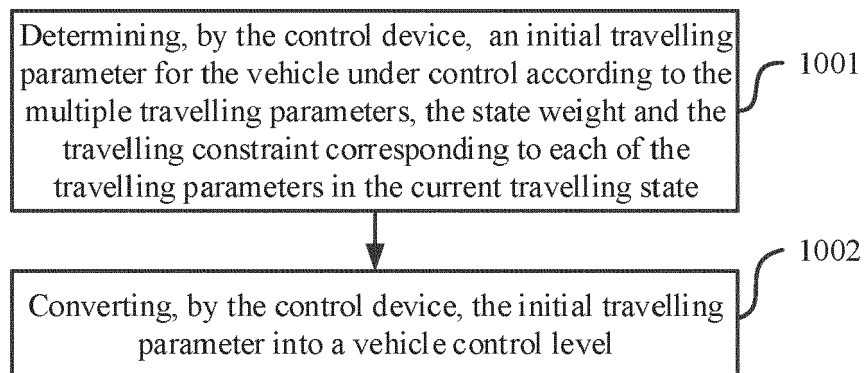 Determining, by the control device, an initial travelling
parameter for the vehicle under control according to the
multiple travelling parameters, the state weight and the
travelling constraint corresponding to each of the
travelling parameters in the current travelling state
1001
Converting, by the control device, the initial travelling
parameter into a vehicle control level
1002